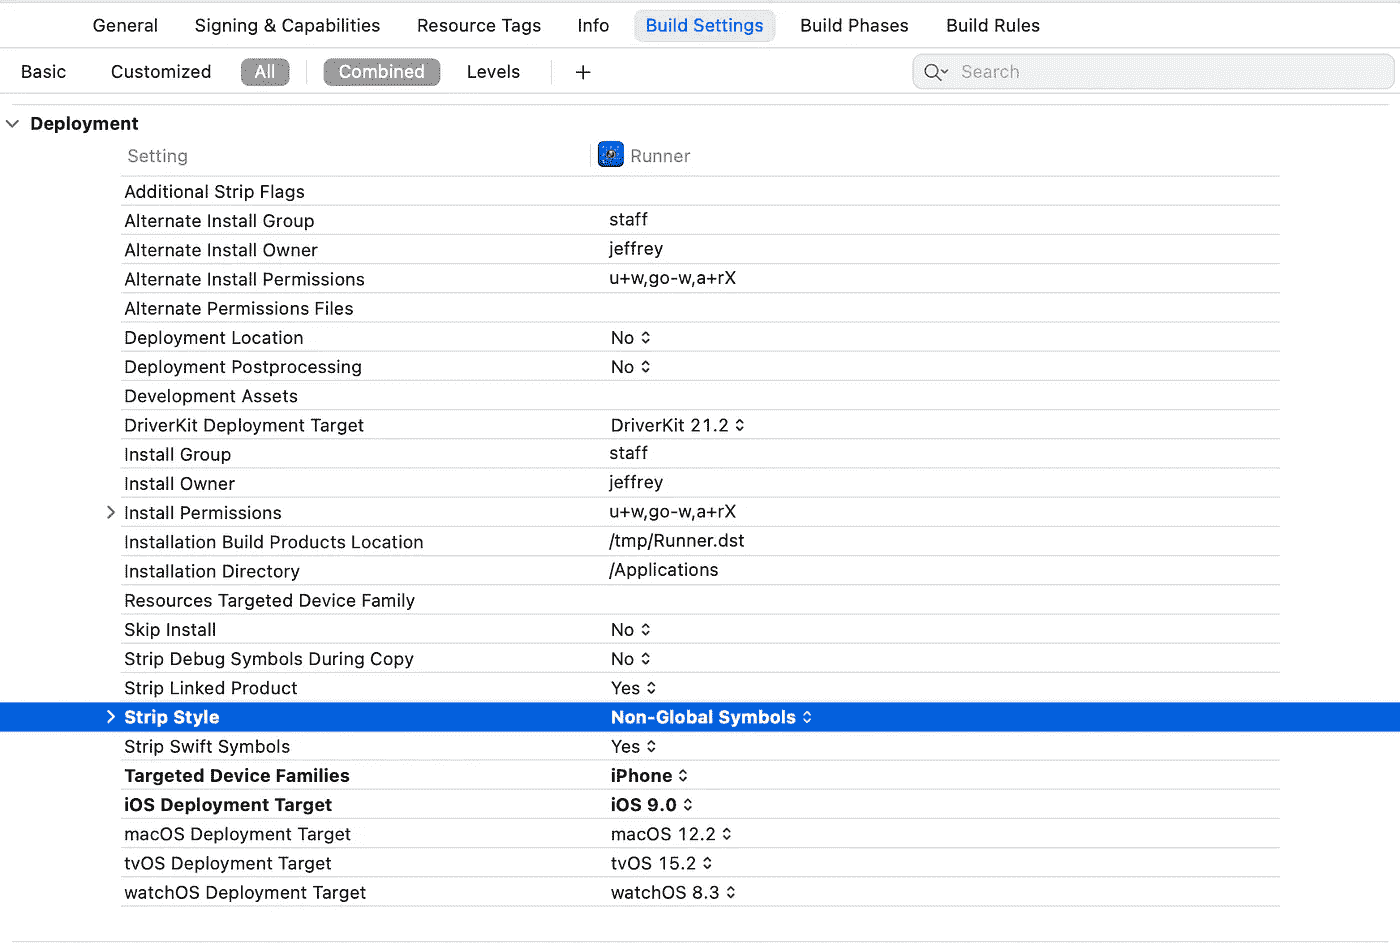 General Signing & Capabilities Resource Tags Info Build Settings Build Phases Build Rules
Basic Customized All Combined Levels + Search
Deployment
Setting Runner
Additional Strip Flags
Alternate Install Group staff
Alternate Install Owner jeffrey
Alternate Install Permissions u+w,go-w,a+rX
Alternate Permissions Files
Deployment Location No
Deployment Postprocessing No
Development Assets
DriverKit Deployment Target DriverKit 21.2
Install Group staff
Install Owner jeffrey
Install Permissions u+w,go-w,a+rX
Installation Build Products Location /tmp/Runner.dst
Installation Directory /Applications
Resources Targeted Device Family
Skip Install No
Strip Debug Symbols During Copy No
Strip Linked Product Yes
Strip Style Non-Global Symbols
Strip Swift Symbols Yes
Targeted Device Families iPhone
iOS Deployment Target iOS 9.0
macOS Deployment Target macOS 12.2
tvOS Deployment Target tvOS 15.2
watchOS Deployment Target watchOS 8.3